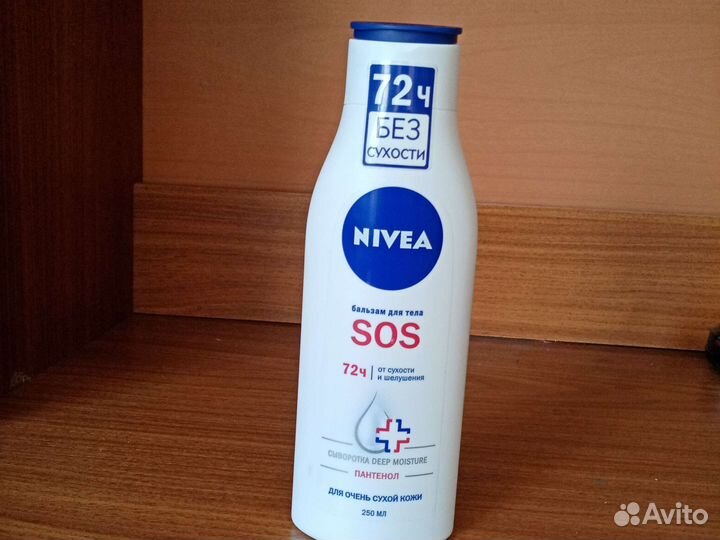 72ч
БЕЗ
СУХОСТИ
NIVEA
бальзам для тела
SOS
72ч от сухости
и шелушения
СЫВОРОТКА DEEP MOISTURE
ПАНТЕНОЛ
ДЛЯ ОЧЕНЬ СУХОЙ КОЖИ
250 МЛ
Avito